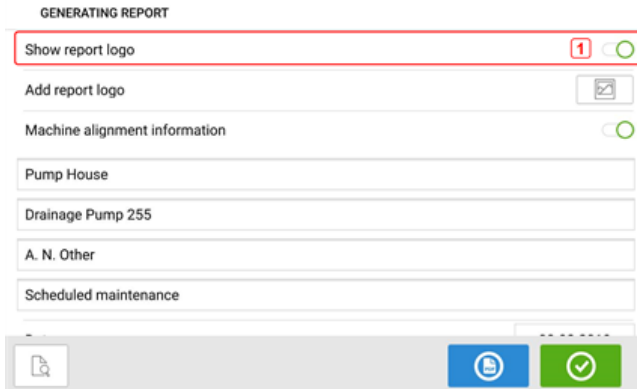 GENERATING REPORT
Show report logo 1
Add report logo
Machine alignment information
Pump House
Drainage Pump 255
A. N. Other
Scheduled maintenance